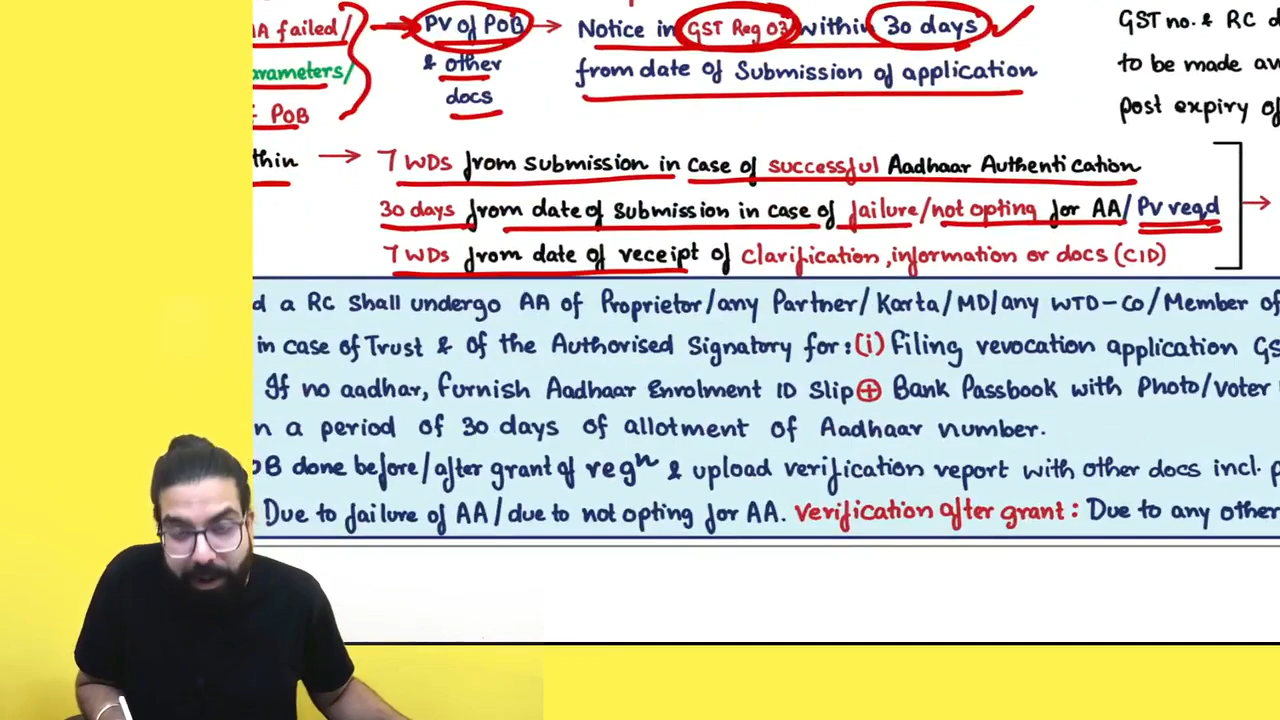 A failed/ → PV of POB → Notice in GST Reg 03 within 30 days ✓
arameters/ & other from date of Submission of application
POB docs
GST no. & RC
to be made av
post expiry of
thin → 7 WDs from submission in case of successful Aadhaar Authentication
30 days from date of submission in case of failure/not opting for AA/PV reqd →
7 WDs from date of receipt of clarification, information or docs (CID)
d a RC shall undergo AA of Proprietor/any Partner/Karta/MD/any WTD-Co/Member of
in case of Trust & of the Authorised Signatory for: (i) Filing revocation application GS
If no aadhar, furnish Aadhaar Enrolment ID Slip ⊕ Bank Passbook with Photo/Voter
n a period of 30 days of allotment of Aadhaar number.
OB done before/after grant of regⁿ & upload verification report with other docs incl. p
Due to failure of AA/due to not opting for AA. Verification after grant: Due to any other